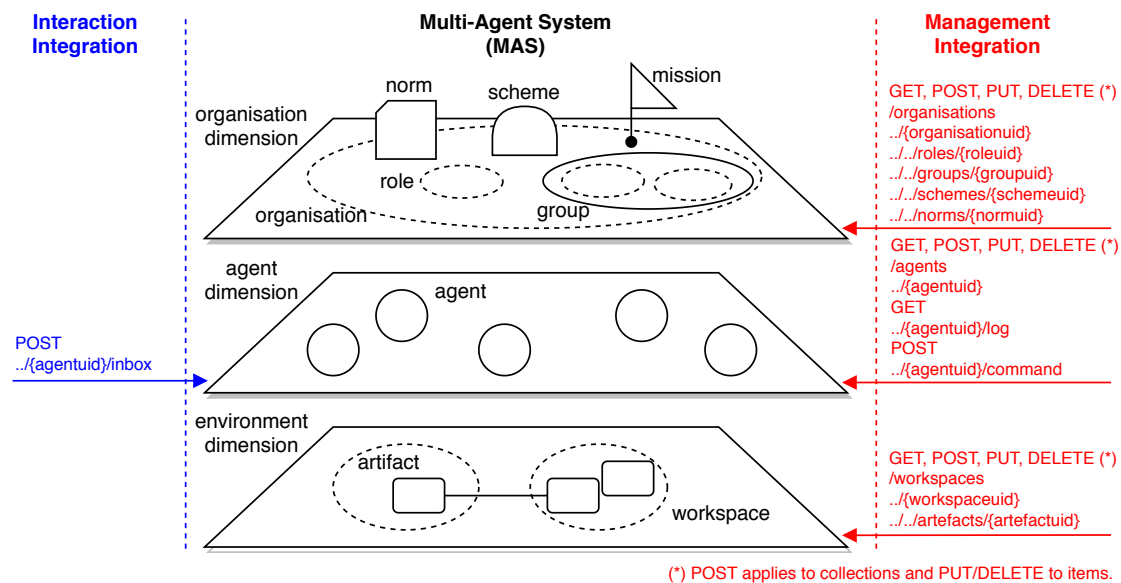 Interaction
Integration
Multi-Agent System
(MAS)
Management
Integration
norm
scheme
mission
organisation
dimension
role
organisation
group
GET, POST, PUT, DELETE (*)
/organisations
../{organisationuid}
../../roles/{roleuid}
../../groups/{groupuid}
../../schemes/{schemeuid}
../../norms/{normuid}
agent
dimension
agent
GET, POST, PUT, DELETE (*)
/agents
../{agentuid}
GET
../{agentuid}/log
POST
../{agentuid}/command
POST
../{agentuid}/inbox
environment
dimension
artifact
workspace
GET, POST, PUT, DELETE (*)
/workspaces
../{workspaceuid}
../../artefacts/{artefactuid}
(*) POST applies to collections and PUT/DELETE to items.